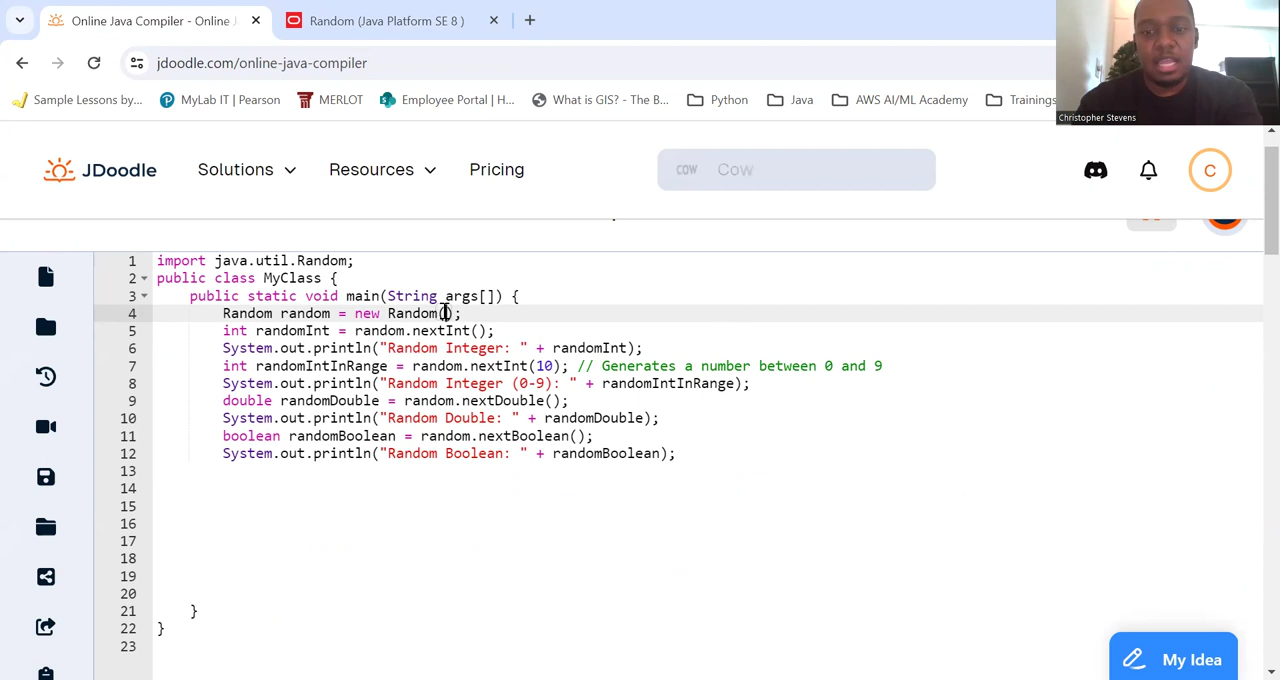 Online Java Compiler - Online J
Random (Java Platform SE 8 )
jdoodle.com/online-java-compiler
Sample Lessons by...
MyLab IT | Pearson
MERLOT
Employee Portal | H...
What is GIS? - The B...
Python
Java
AWS AI/ML Academy
Trainings
Christopher Stevens
JDoodle
Solutions
Resources
Pricing
COW Cow
C
1 import java.util.Random;
2 public class MyClass {
3 public static void main(String args[]) {
4 Random random = new Random();
5 int randomInt = random.nextInt();
6 System.out.println("Random Integer: " + randomInt);
7 int randomIntInRange = random.nextInt(10); // Generates a number between 0 and 9
8 System.out.println("Random Integer (0-9): " + randomIntInRange);
9 double randomDouble = random.nextDouble();
10 System.out.println("Random Double: " + randomDouble);
11 boolean randomBoolean = random.nextBoolean();
12 System.out.println("Random Boolean: " + randomBoolean);
13
14
15
16
17
18
19
20
21 }
22 }
23
My Idea